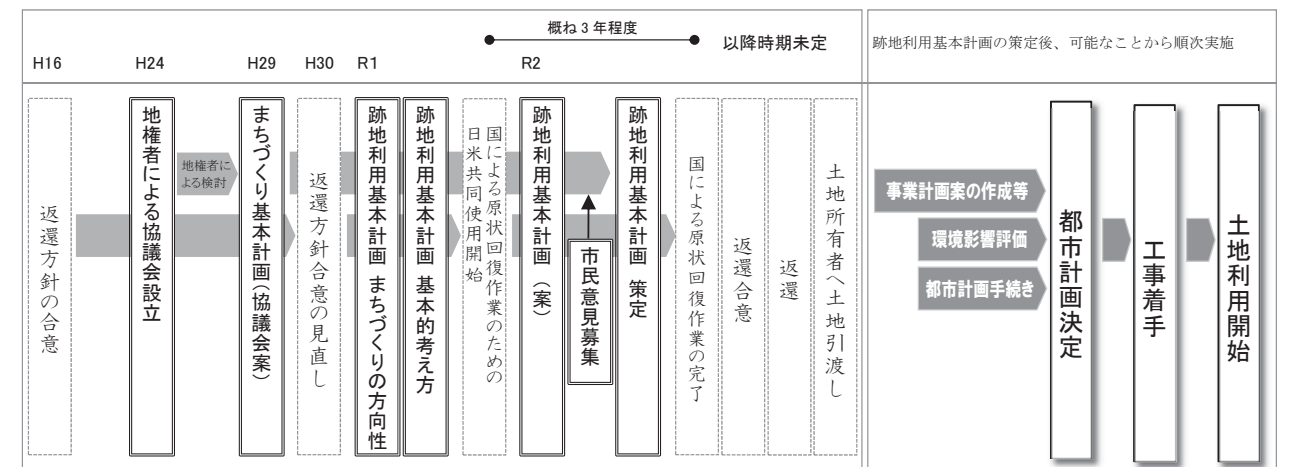 概ね3年程度
以降時期未定
跡地利用基本計画の策定後、可能なことから順次実施
H16
H24
H29
H30
R1
R2
返還方針の合意
地権者による協議会設立
地権者に
よる検討
まちづくり基本計画（協議会案）
返還方針合意の見直し
跡地利用基本計画 まちづくりの方向性
跡地利用基本計画 基本的考え方
国による原状回復作業のための
日米共同使用開始
跡地利用基本計画（案）
市民意見募集
跡地利用基本計画 策定
国による原状回復作業の完了
返還合意
返還
土地所有者へ土地引渡し
事業計画案の作成等
環境影響評価
都市計画手続き
都市計画決定
工事着手
土地利用開始